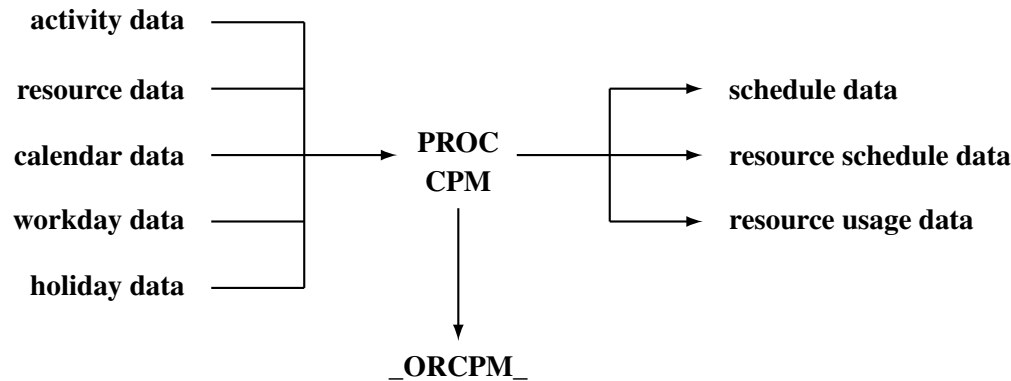 activity data
resource data
calendar data
workday data
holiday data
PROC
CPM
schedule data
resource schedule data
resource usage data
_ORCPM_